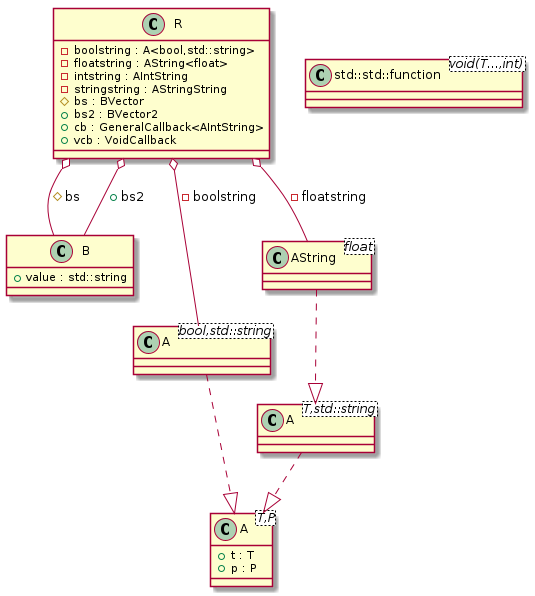 C R
boolstring : A<bool,std::string>
floatstring : AString<float>
intstring : AIntString
stringstring : AStringString
bs : BVector
bs2 : BVector2
cb : GeneralCallback<AIntString>
vcb : VoidCallback
void(T...,int)
C std::std::function
bs
bs2
boolstring
floatstring
C B
value : std::string
float
C AString
bool,std::string
C A
T,std::string
C A
T,P
C A
t : T
p : P